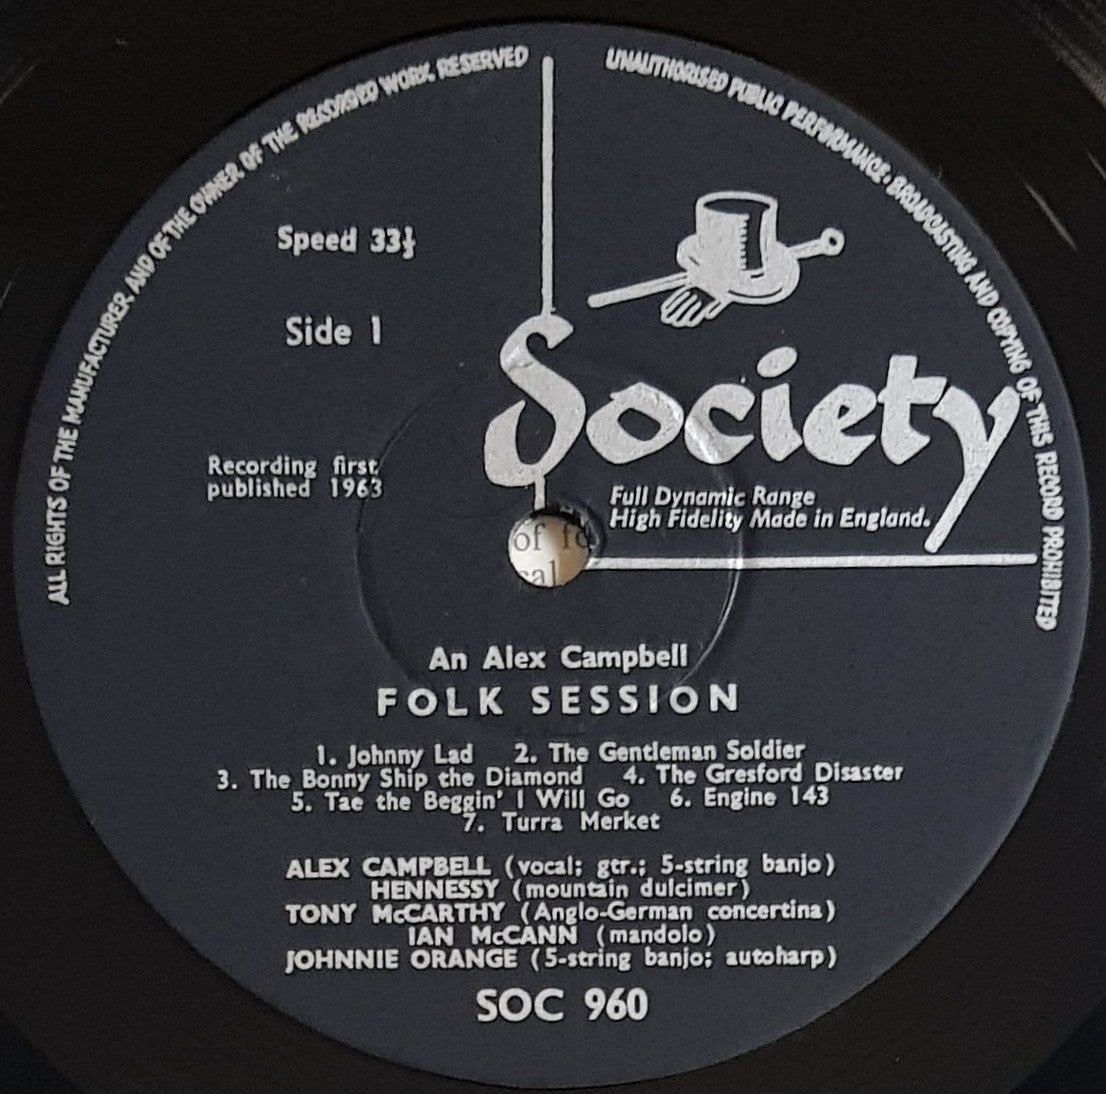 ALL RIGHTS OF THE MANUFACTURER AND OF THE OWNER OF THE RECORDED WORK RESERVED
UNAUTHORISED PUBLIC PERFORMANCE · BROADCASTING AND COPYING OF THIS RECORD PROHIBITED
Speed 33⅓
Side 1
Society
Recording first
published 1963
Full Dynamic Range
High Fidelity Made in England.
of fo
cal
An Alex Campbell
FOLK SESSION
1. Johnny Lad 2. The Gentleman Soldier
3. The Bonny Ship the Diamond 4. The Gresford Disaster
5. Tae the Beggin' I Will Go 6. Engine 143
7. Turra Merket
ALEX CAMPBELL (vocal; gtr.; 5-string banjo)
HENNESSY (mountain dulcimer)
TONY McCARTHY (Anglo-German concertina)
IAN McCANN (mandolo)
JOHNNIE ORANGE (5-string banjo; autoharp)
SOC 960